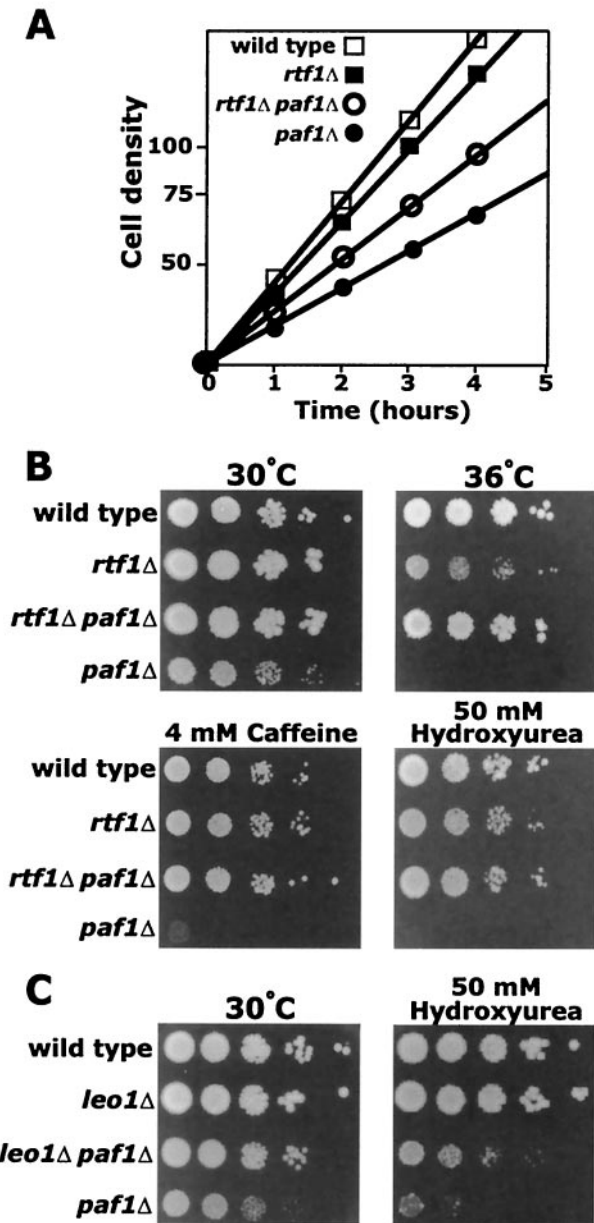 A
wild type
rtf1Δ
rtf1Δ paf1Δ
paf1Δ
Cell density
100
75
50
0 1 2 3 4 5
Time (hours)
B
30°C 36°C
wild type
rtf1Δ
rtf1Δ paf1Δ
paf1Δ
4 mM Caffeine 50 mM Hydroxyurea
wild type
rtf1Δ
rtf1Δ paf1Δ
paf1Δ
C
30°C 50 mM Hydroxyurea
wild type
leo1Δ
leo1Δ paf1Δ
paf1Δ